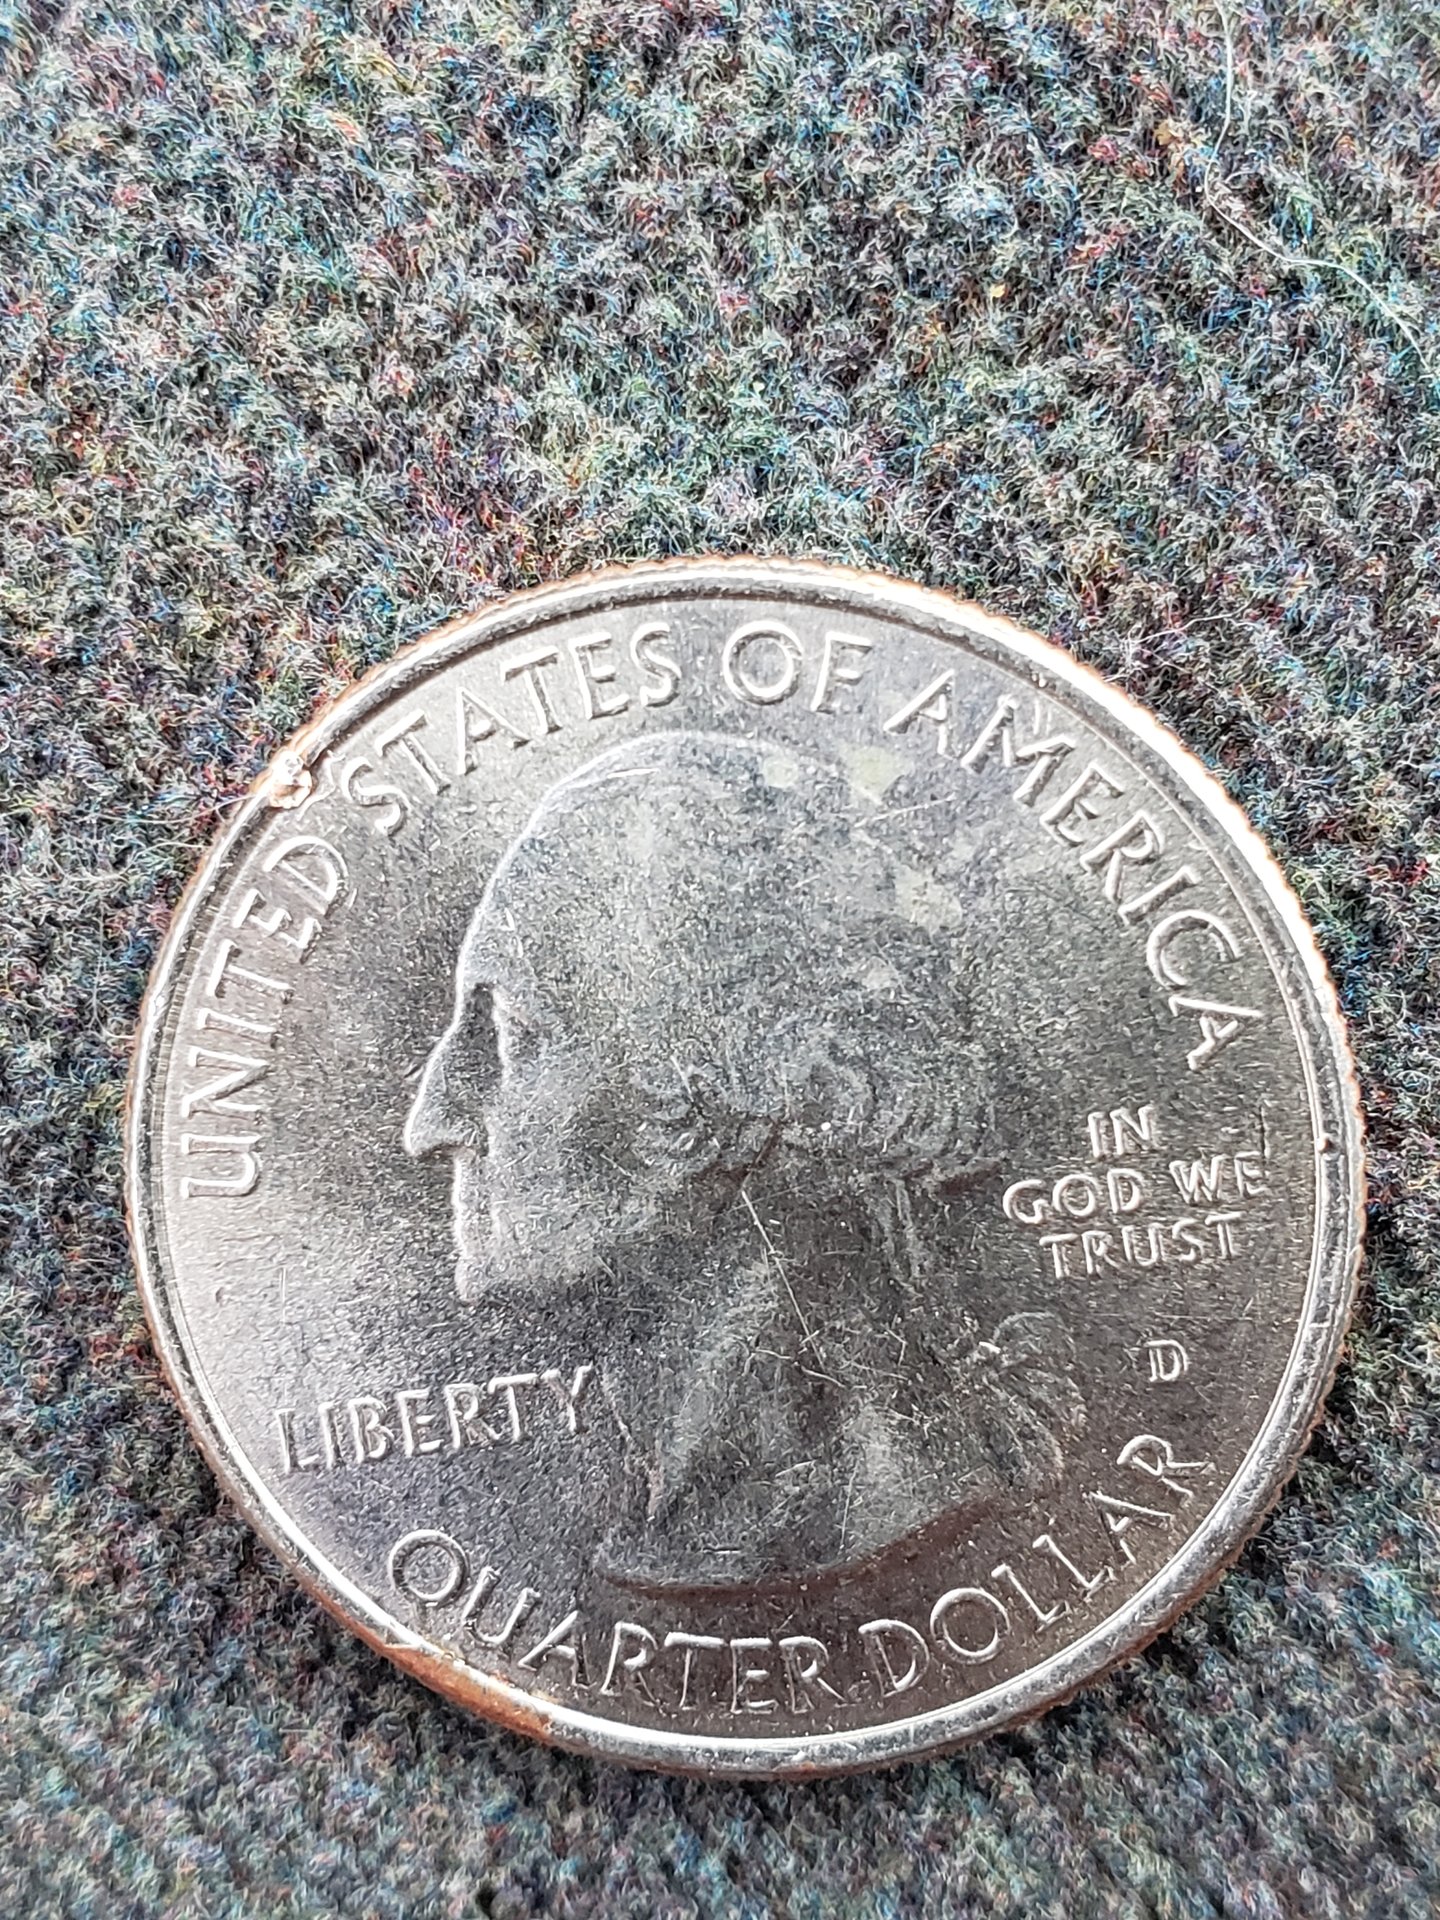 UNITED STATES OF AMERICA
IN
GOD WE
TRUST
D
LIBERTY
QUARTER DOLLAR